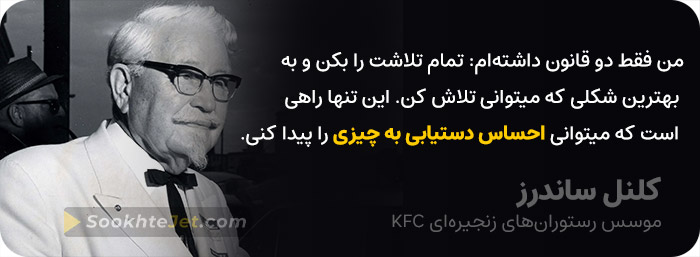 من فقط دو قانون داشته‌ام: تمام تلاشت را بکن و به
بهترین شکلی که میتوانی تلاش کن. این تنها راهی
است که میتوانی احساس دستیابی به چیزی را پیدا کنی.
کلنل ساندرز
موسس رستوران‌های زنجیره‌ای KFC
SookhteJet.com